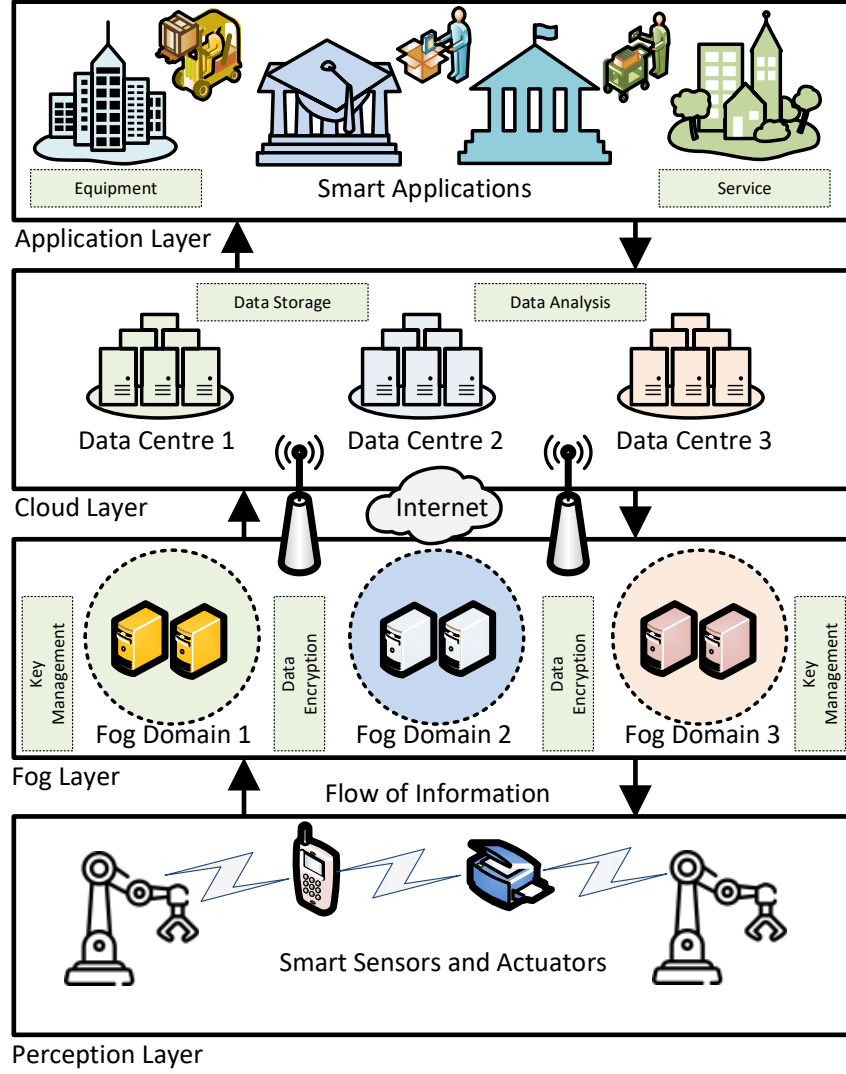 Equipment
Smart Applications
Service
Application Layer
Data Storage
Data Analysis
Data Centre 1
Data Centre 2
Data Centre 3
Cloud Layer
Internet
Key
Management
Data
Encryption
Data
Encryption
Key
Management
Fog Domain 1
Fog Domain 2
Fog Domain 3
Fog Layer
Flow of Information
Smart Sensors and Actuators
Perception Layer